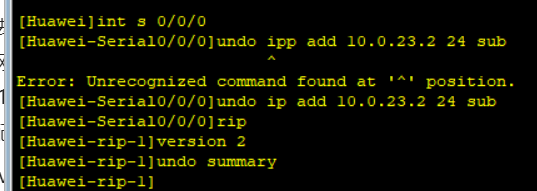 [Huawei]int s 0/0/0
[Huawei-Serial0/0/0]undo ipp add 10.0.23.2 24 sub
^
Error: Unrecognized command found at '^' position.
[Huawei-Serial0/0/0]undo ip add 10.0.23.2 24 sub
[Huawei-Serial0/0/0]rip
[Huawei-rip-1]version 2
[Huawei-rip-1]undo summary
[Huawei-rip-1]